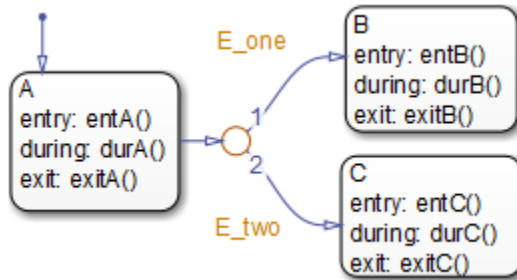 E_one
B
entry: entB()
during: durB()
exit: exitB()
A
entry: entA()
during: durA()
exit: exitA()
1
2
C
entry: entC()
during: durC()
exit: exitC()
E_two